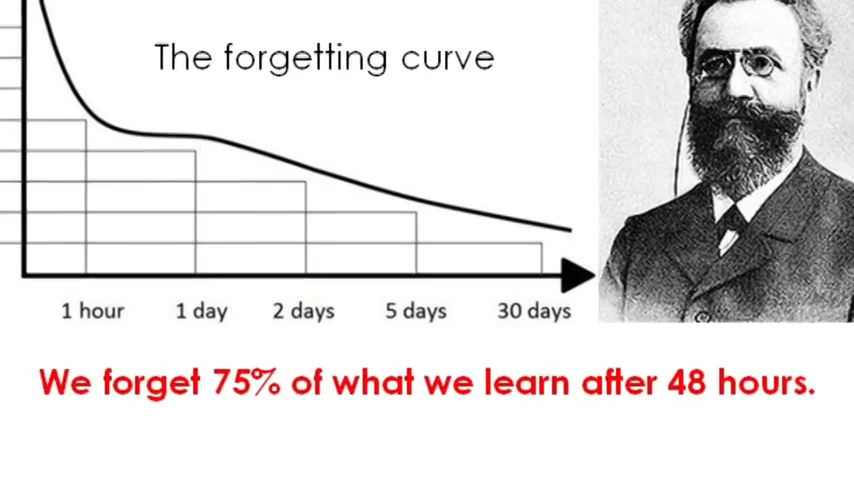 The forgetting curve
1 hour 1 day 2 days 5 days 30 days
We forget 75% of what we learn after 48 hours.